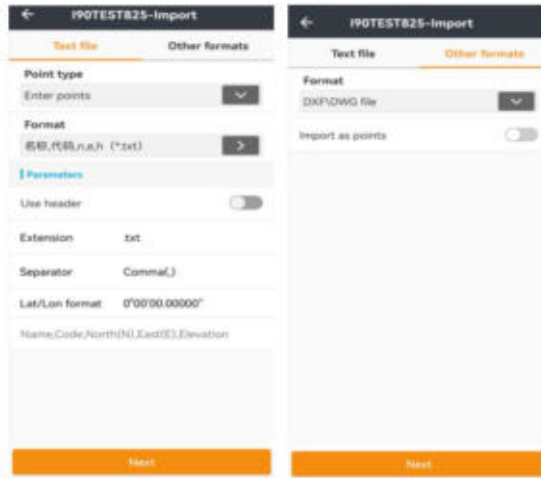 I90TEST825-Import
Text file Other formats
Point type
Enter points
Format
名称,代码,n,e,h (*.txt)
Parameters
Use header
Extension .txt
Separator Comma(,)
Lat/Lon format 0°00'00.00000"
Name,Code,North(N),East(E),Elevation
Next
I90TEST825-Import
Text file Other formats
Format
DXF\DWG file
Import as points
Next